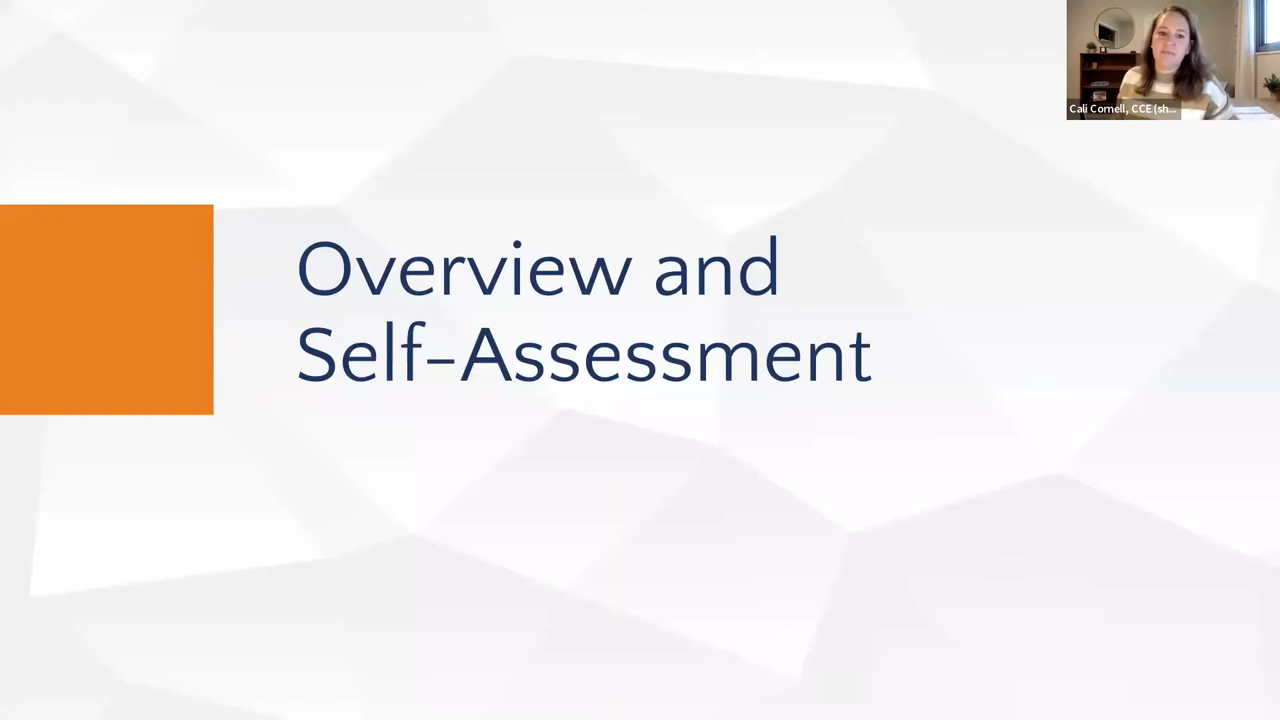 Overview and
Self-Assessment
Cali Cornell, CCE (sh...